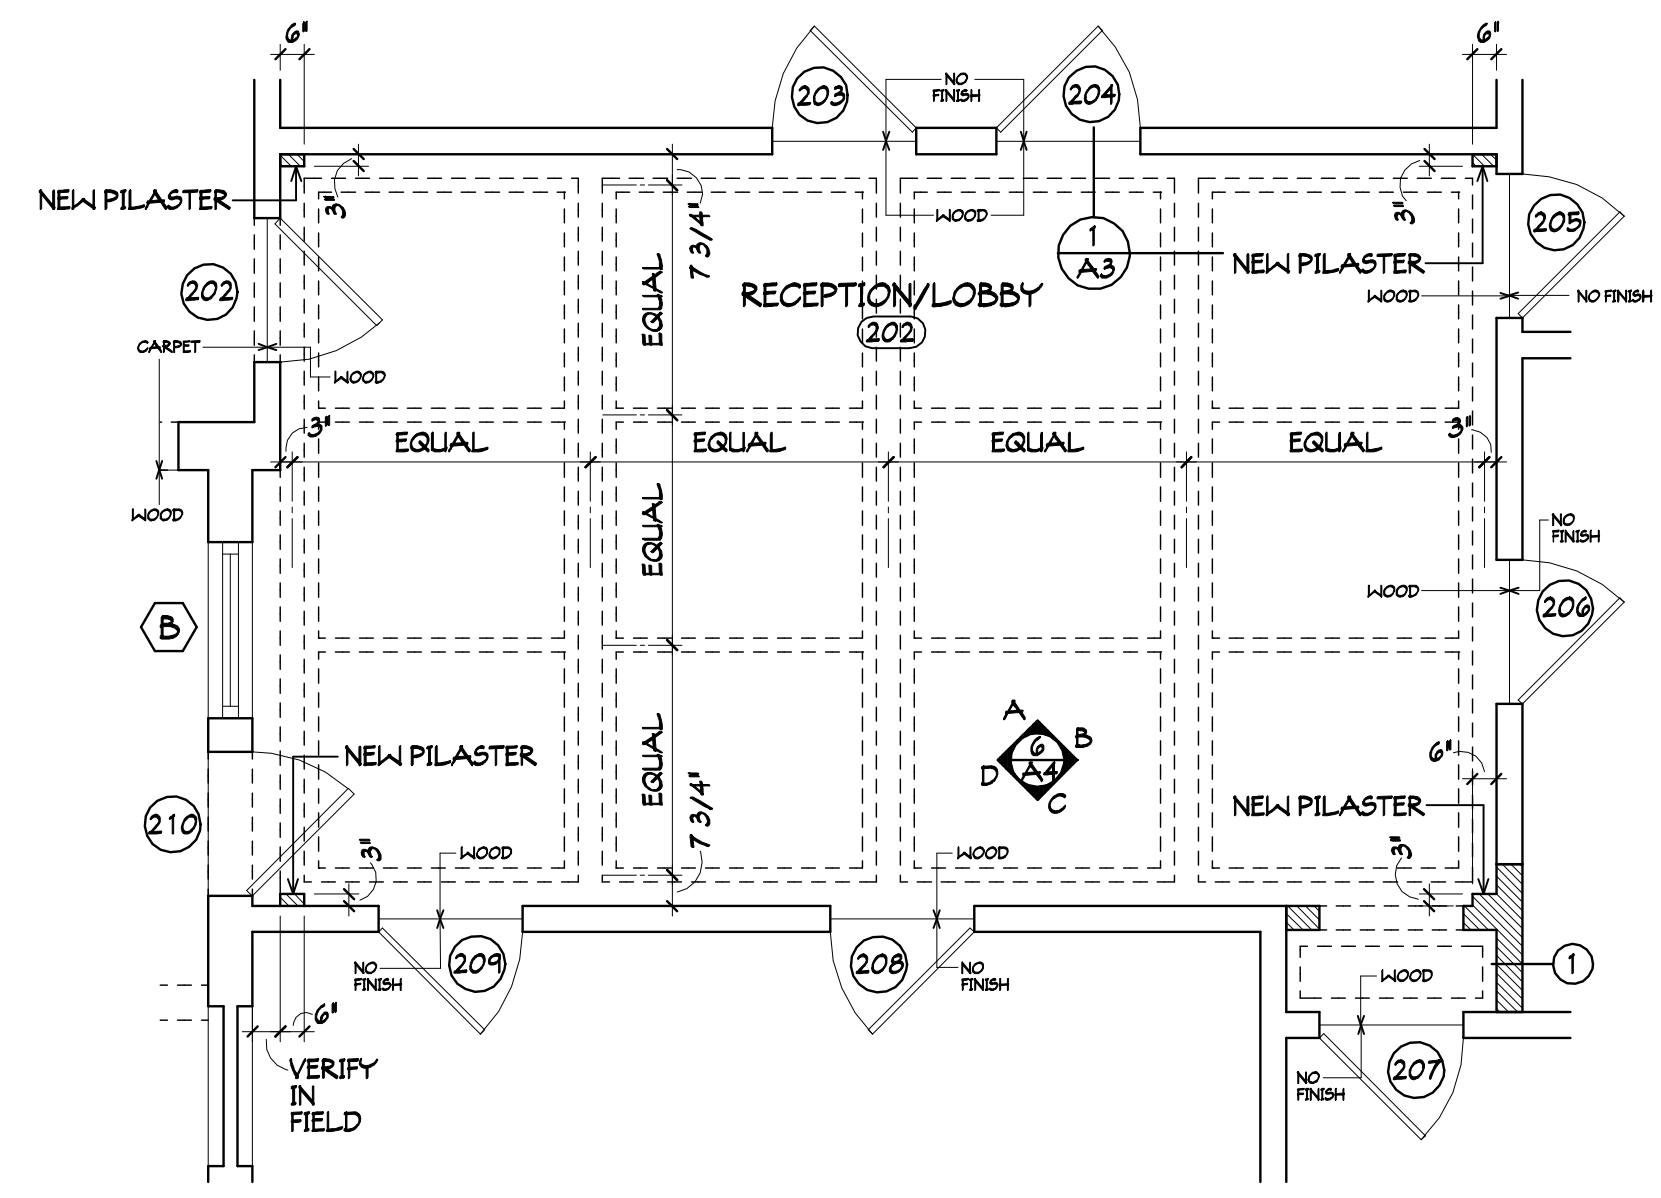 6"
6"
203
NO
FINISH
204
NEW PILASTER
3"
7 3/4"
WOOD
3"
205
1
A3
NEW PILASTER
EQUAL
RECEPTION/LOBBY
202
202
WOOD
NO FINISH
CARPET
WOOD
3"
EQUAL
EQUAL
EQUAL
EQUAL
3"
WOOD
EQUAL
NO
FINISH
WOOD
206
B
A
B
6
A4
D
C
NEW PILASTER
EQUAL
7 3/4"
6"
NEW PILASTER
210
3"
WOOD
WOOD
3"
NO
FINISH
209
208
NO
FINISH
WOOD
1
6"
VERIFY
IN
FIELD
NO
FINISH
207